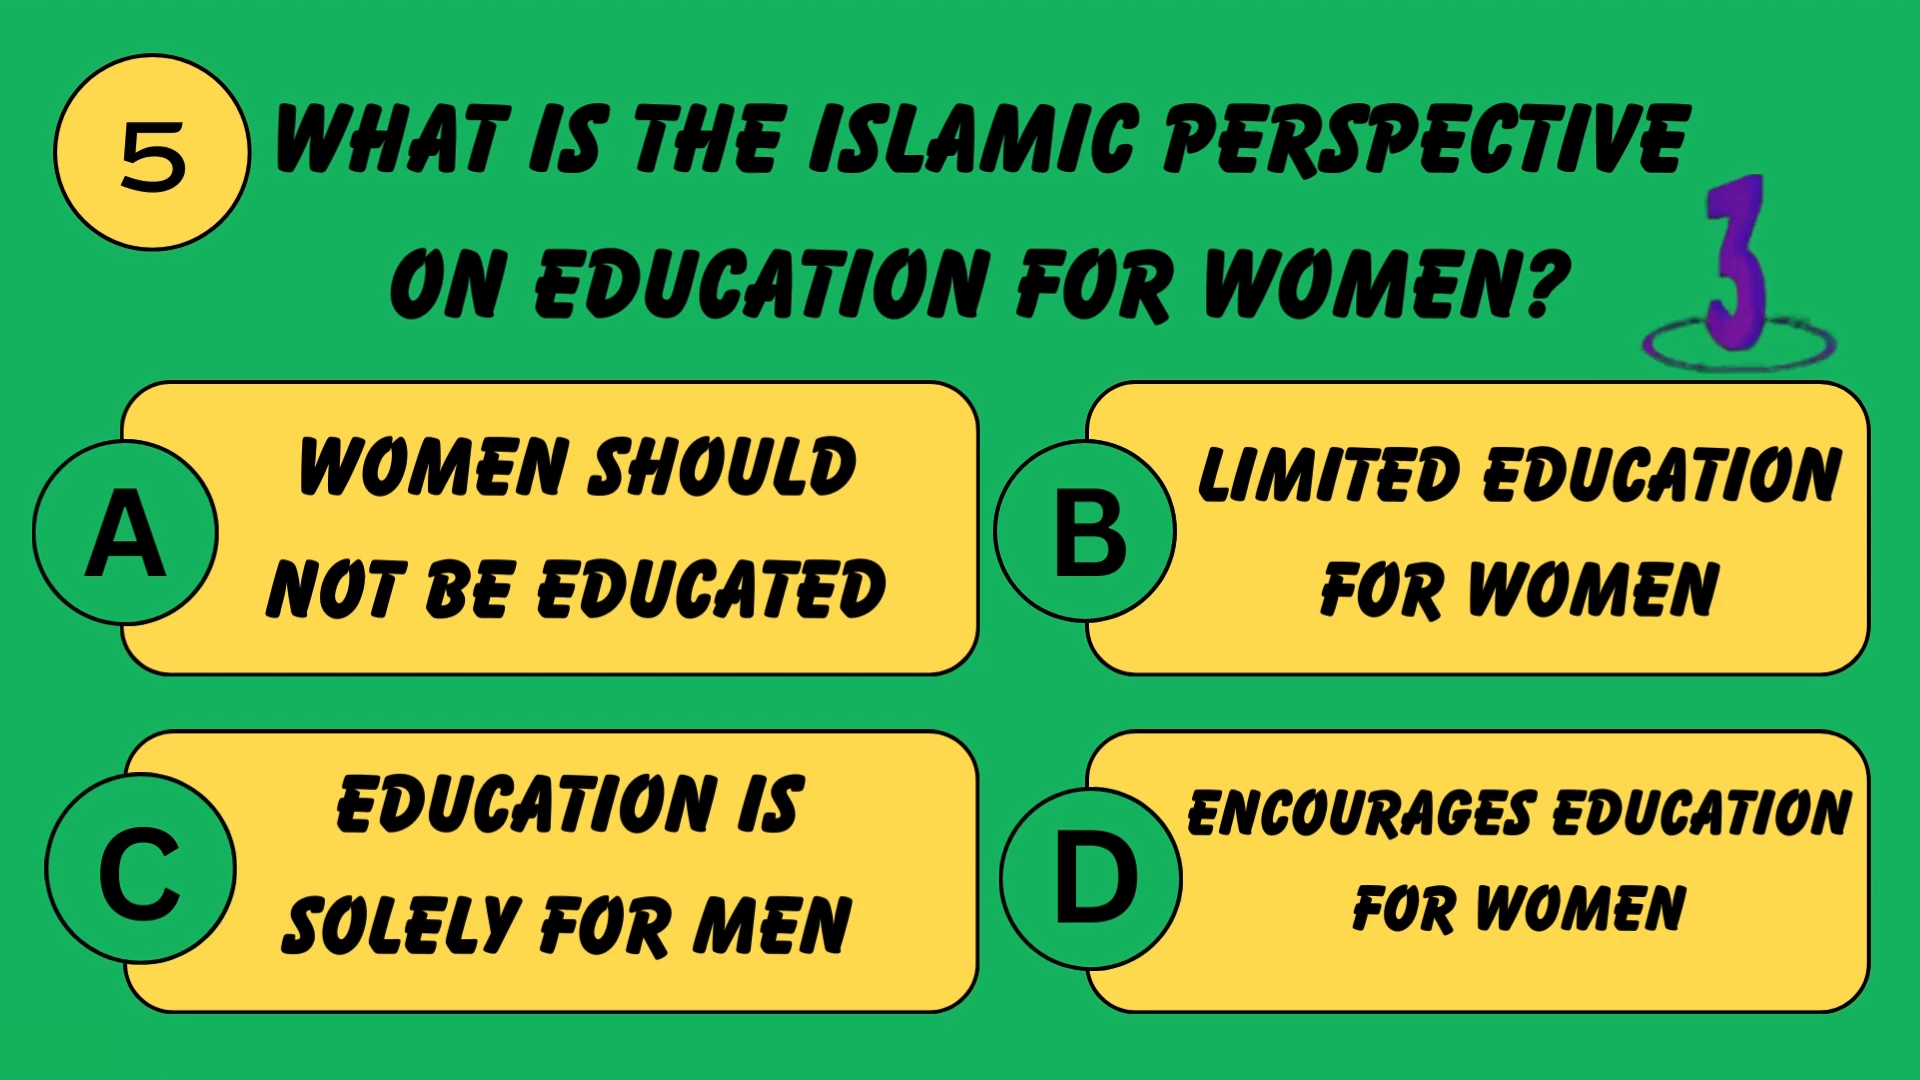 5
WHAT IS THE ISLAMIC PERSPECTIVE
ON EDUCATION FOR WOMEN?
3
A
WOMEN SHOULD
NOT BE EDUCATED
B
LIMITED EDUCATION
FOR WOMEN
C
EDUCATION IS
SOLELY FOR MEN
D
ENCOURAGES EDUCATION
FOR WOMEN